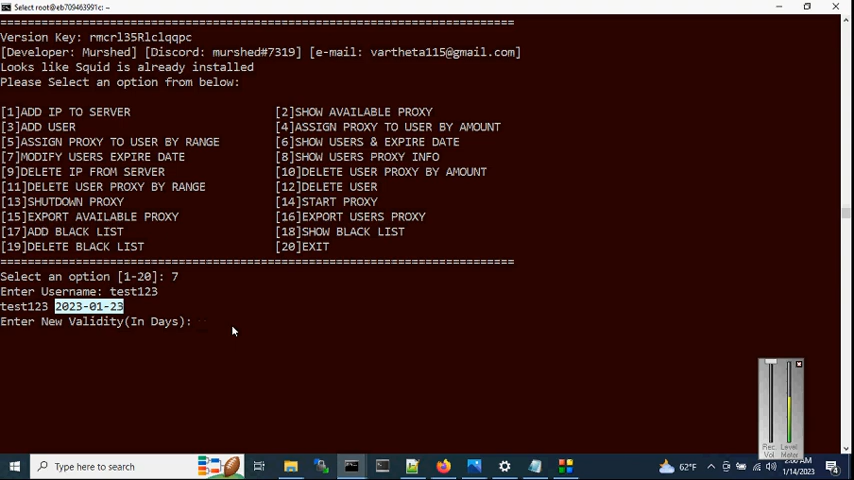 Select root@eb709463991c: ~
================================================================
Version Key: rmcrl35Rlclqqpc
[Developer: Murshed] [Discord: murshed#7319] [e-mail: vartheta115@gmail.com]
Looks like Squid is already installed
Please Select an option from below:
[1]ADD IP TO SERVER [2]SHOW AVAILABLE PROXY
[3]ADD USER [4]ASSIGN PROXY TO USER BY AMOUNT
[5]ASSIGN PROXY TO USER BY RANGE [6]SHOW USERS & EXPIRE DATE
[7]MODIFY USERS EXPIRE DATE [8]SHOW USERS PROXY INFO
[9]DELETE IP FROM SERVER [10]DELETE USER PROXY BY AMOUNT
[11]DELETE USER PROXY BY RANGE [12]DELETE USER
[13]SHUTDOWN PROXY [14]START PROXY
[15]EXPORT AVAILABLE PROXY [16]EXPORT USERS PROXY
[17]ADD BLACK LIST [18]SHOW BLACK LIST
[19]DELETE BLACK LIST [20]EXIT
================================================================
Select an option [1-20]: 7
Enter Username: test123
test123 2023-01-23
Enter New Validity(In Days):
Rec. Level
Vol Meter
Type here to search
62°F
1/14/2023